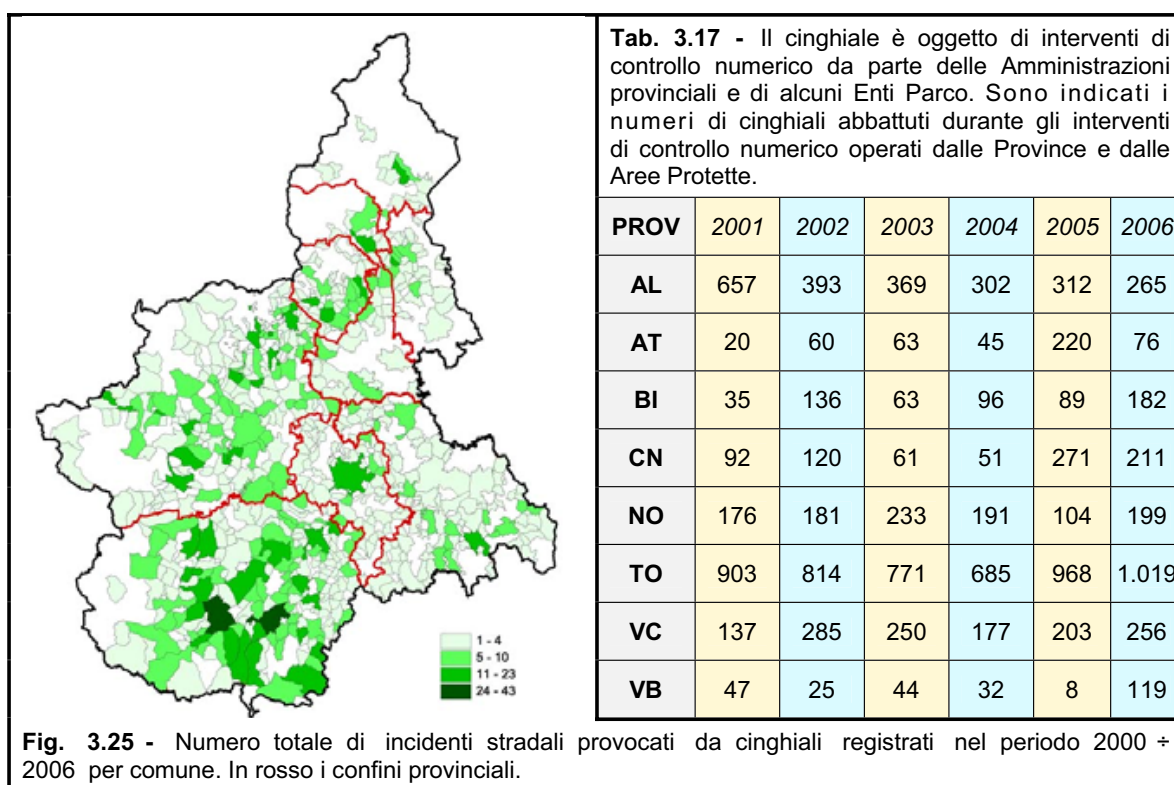 Tab. 3.17 - Il cinghiale è oggetto di interventi di
controllo numerico da parte delle Amministrazioni
provinciali e di alcuni Enti Parco. Sono indicati i
numeri di cinghiali abbattuti durante gli interventi
di controllo numerico operati dalle Province e dalle
Aree Protette.
PROV 2001 2002 2003 2004 2005 2006
AL 657 393 369 302 312 265
AT 20 60 63 45 220 76
BI 35 136 63 96 89 182
CN 92 120 61 51 271 211
NO 176 181 233 191 104 199
TO 903 814 771 685 968 1.019
VC 137 285 250 177 203 256
VB 47 25 44 32 8 119
1 - 4
5 - 10
11 - 23
24 - 43
Fig. 3.25 - Numero totale di incidenti stradali provocati da cinghiali registrati nel periodo 2000 ÷
2006 per comune. In rosso i confini provinciali.